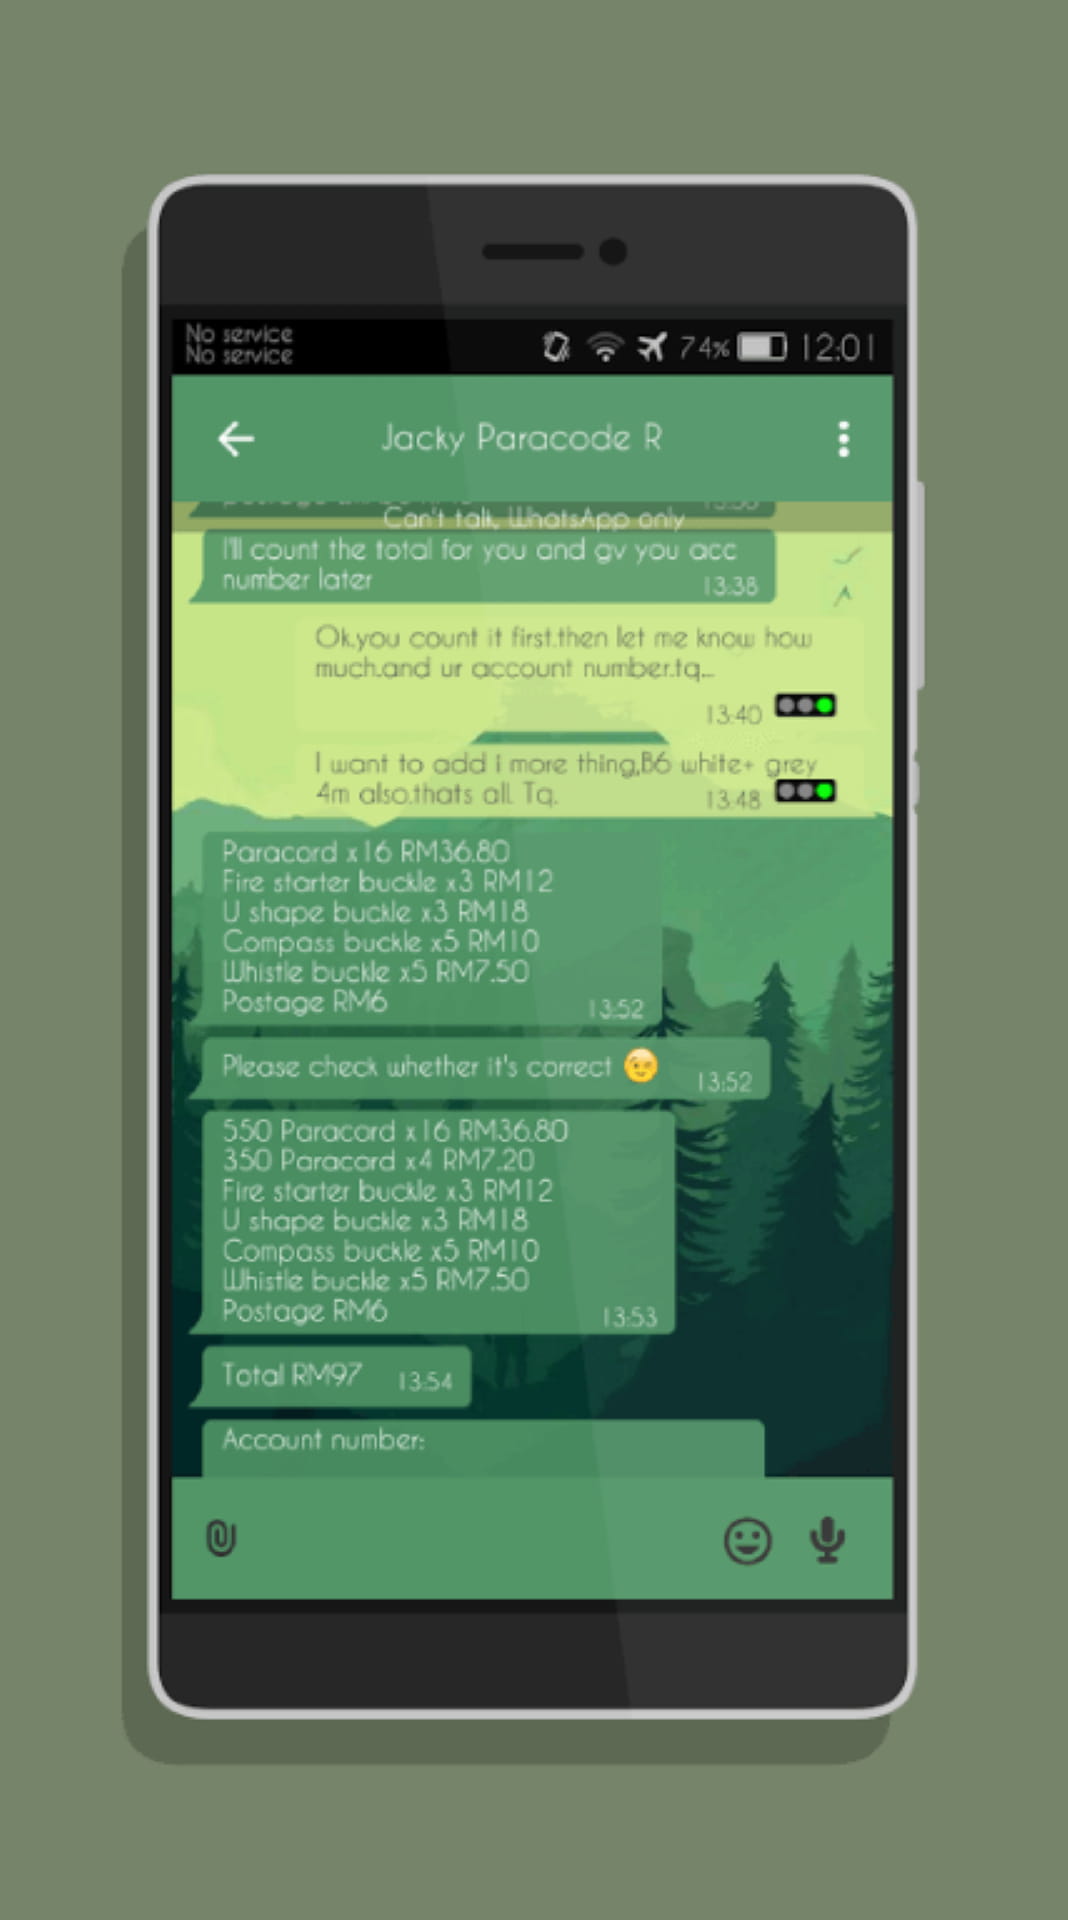 No service
No service
74% 12:01
Jacky Paracode R
Can't talk, WhatsApp only
I'll count the total for you and gv you acc
number later 13:38
Ok.you count it first.then let me know how
much.and ur account number.tq...
13:40
I want to add i more thing,B6 white+ grey
4m also.thats all. Tq. 13:48
Paracord x16 RM36.80
Fire starter buckle x3 RM12
U shape buckle x3 RM18
Compass buckle x5 RM10
Whistle buckle x5 RM7.50
Postage RM6 13:52
Please check whether it's correct 13:52
550 Paracord x16 RM36.80
350 Paracord x4 RM7.20
Fire starter buckle x3 RM12
U shape buckle x3 RM18
Compass buckle x5 RM10
Whistle buckle x5 RM7.50
Postage RM6 13:53
Total RM97 13:54
Account number: